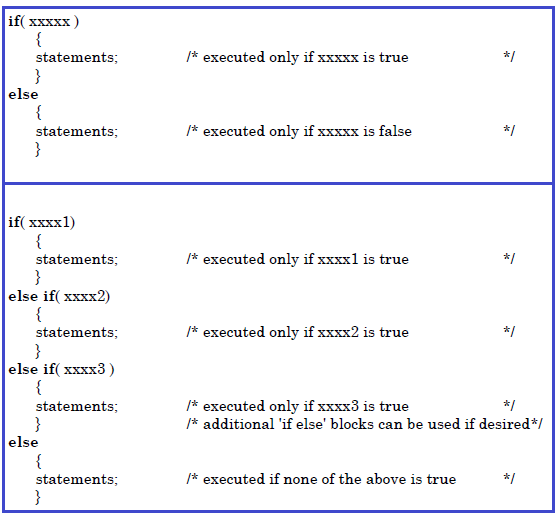 if( xxxxx )
{
statements; /* executed only if xxxxx is true */
}
else
{
statements; /* executed only if xxxxx is false */
}
if( xxxx1)
{
statements; /* executed only if xxxx1 is true */
}
else if( xxxx2)
{
statements; /* executed only if xxxx2 is true */
}
else if( xxxx3 )
{
statements; /* executed only if xxxx3 is true */
} /* additional 'if else' blocks can be used if desired*/
else
{
statements; /* executed if none of the above is true */
}